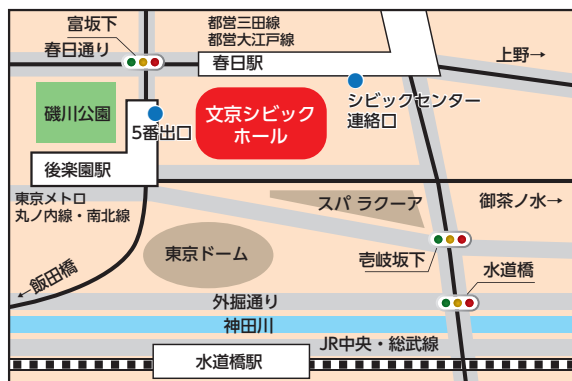 富坂下
都営三田線
都営大江戸線
春日通り
春日駅
上野→
シビックセンター
連絡口
礫川公園
文京シビック
ホール
5番出口
後楽園駅
東京メトロ
丸ノ内線・南北線
スパ ラクーア
御茶ノ水→
東京ドーム
壱岐坂下
水道橋
←飯田橋
外掘通り
神田川
JR中央・総武線
水道橋駅